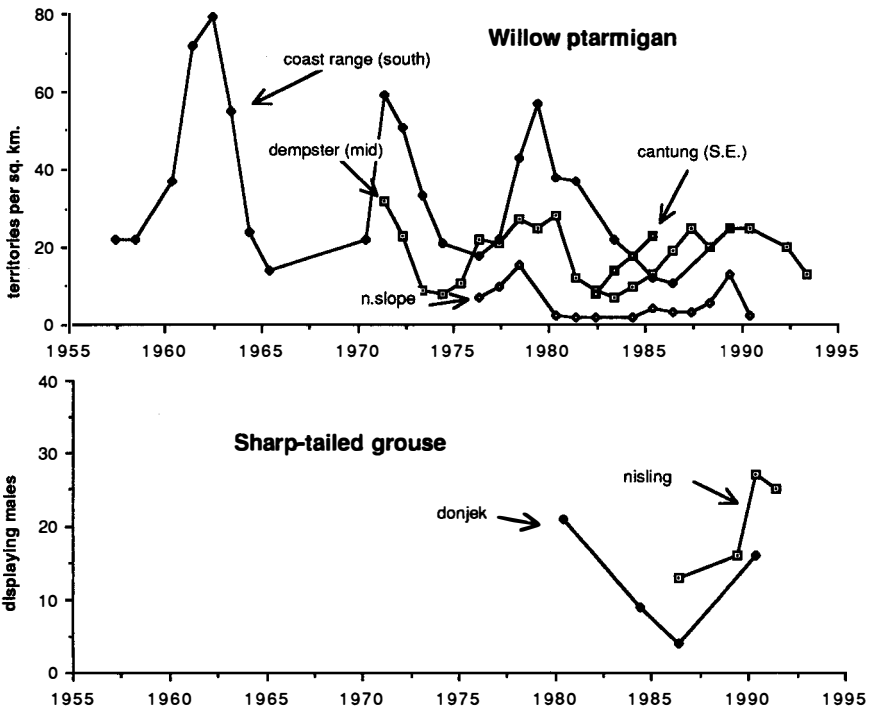 Willow ptarmigan
territories per sq. km.
80
60
40
20
0
coast range (south)
dempster (mid)
cantung (S.E.)
n.slope
1955 1960 1965 1970 1975 1980 1985 1990 1995
Sharp-tailed grouse
displaying males
40
30
20
10
0
nisling
donjek
1955 1960 1965 1970 1975 1980 1985 1990 1995